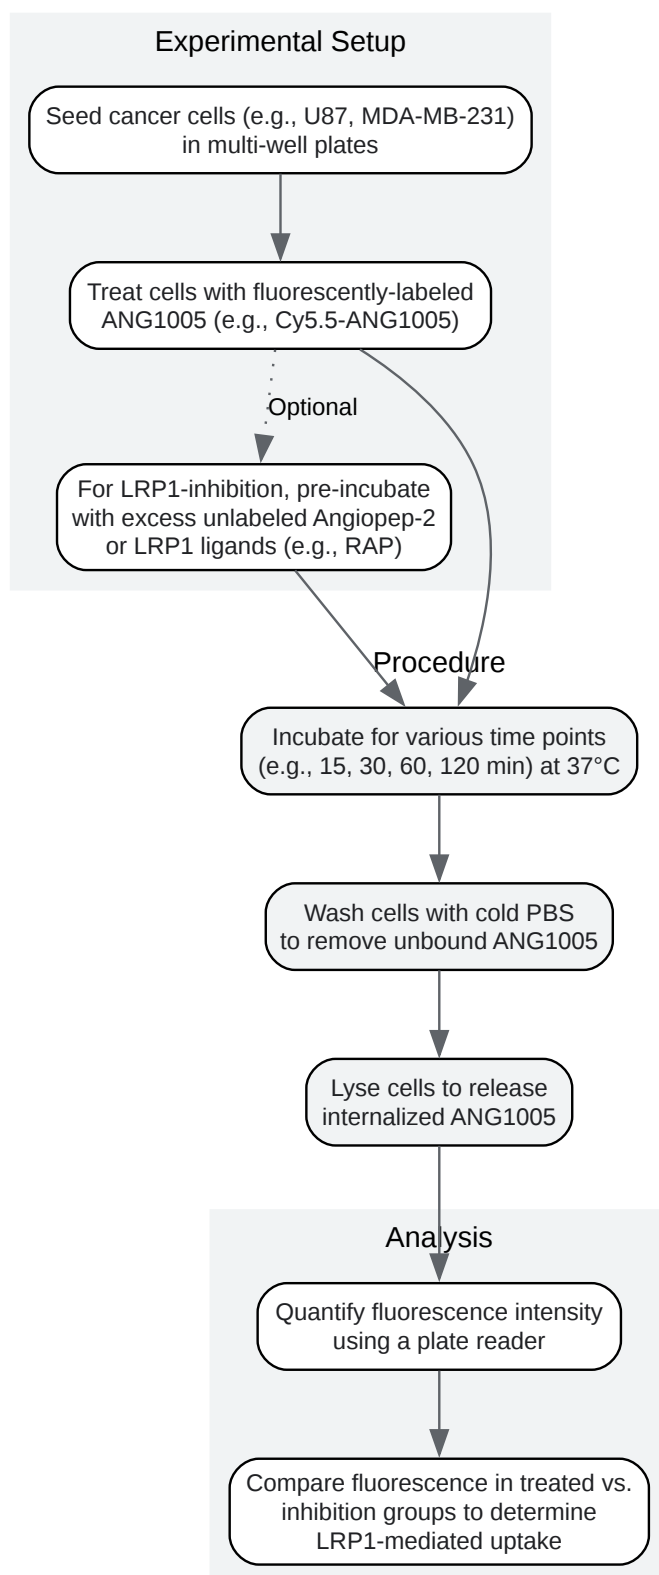 Experimental Setup
Seed cancer cells (e.g., U87, MDA-MB-231)
in multi-well plates
Treat cells with fluorescently-labeled
ANG1005 (e.g., Cy5.5-ANG1005)
Optional
For LRP1-inhibition, pre-incubate
with excess unlabeled Angiopep-2
or LRP1 ligands (e.g., RAP)
Procedure
Incubate for various time points
(e.g., 15, 30, 60, 120 min) at 37°C
Wash cells with cold PBS
to remove unbound ANG1005
Lyse cells to release
internalized ANG1005
Analysis
Quantify fluorescence intensity
using a plate reader
Compare fluorescence in treated vs.
inhibition groups to determine
LRP1-mediated uptake